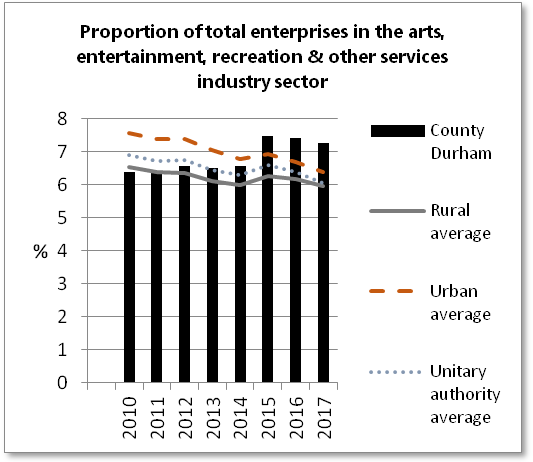 Proportion of total enterprises in the arts,
entertainment, recreation & other services
industry sector
8
7
6
5
4
3
2
1
0
%
2010
2011
2012
2013
2014
2015
2016
2017
County
Durham
Rural
average
Urban
average
Unitary
authority
average